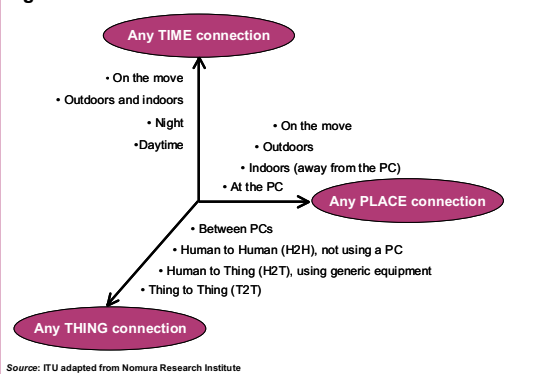 Any TIME connection
• On the move
• Outdoors and indoors
• Night
•Daytime
• On the move
• Outdoors
• Indoors (away from the PC)
• At the PC
Any PLACE connection
• Between PCs
• Human to Human (H2H), not using a PC
• Human to Thing (H2T), using generic equipment
• Thing to Thing (T2T)
Any THING connection
Source: ITU adapted from Nomura Research Institute